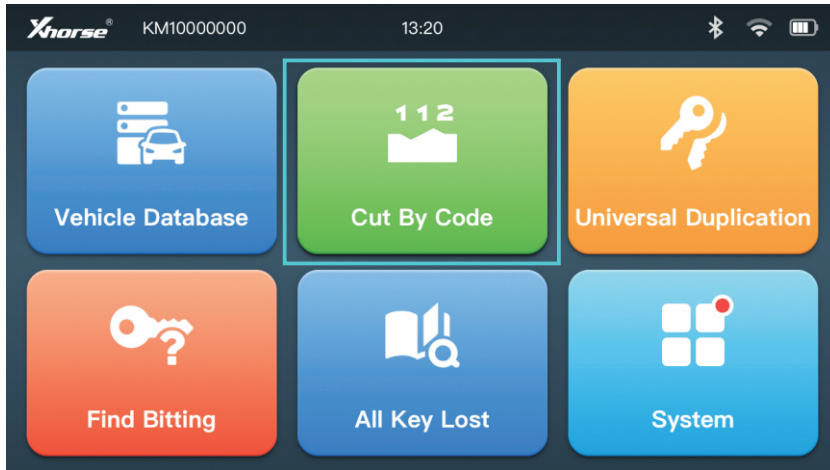 Xhorse® KM10000000 13:20
112
Vehicle Database Cut By Code Universal Duplication
?
Find Bitting All Key Lost System